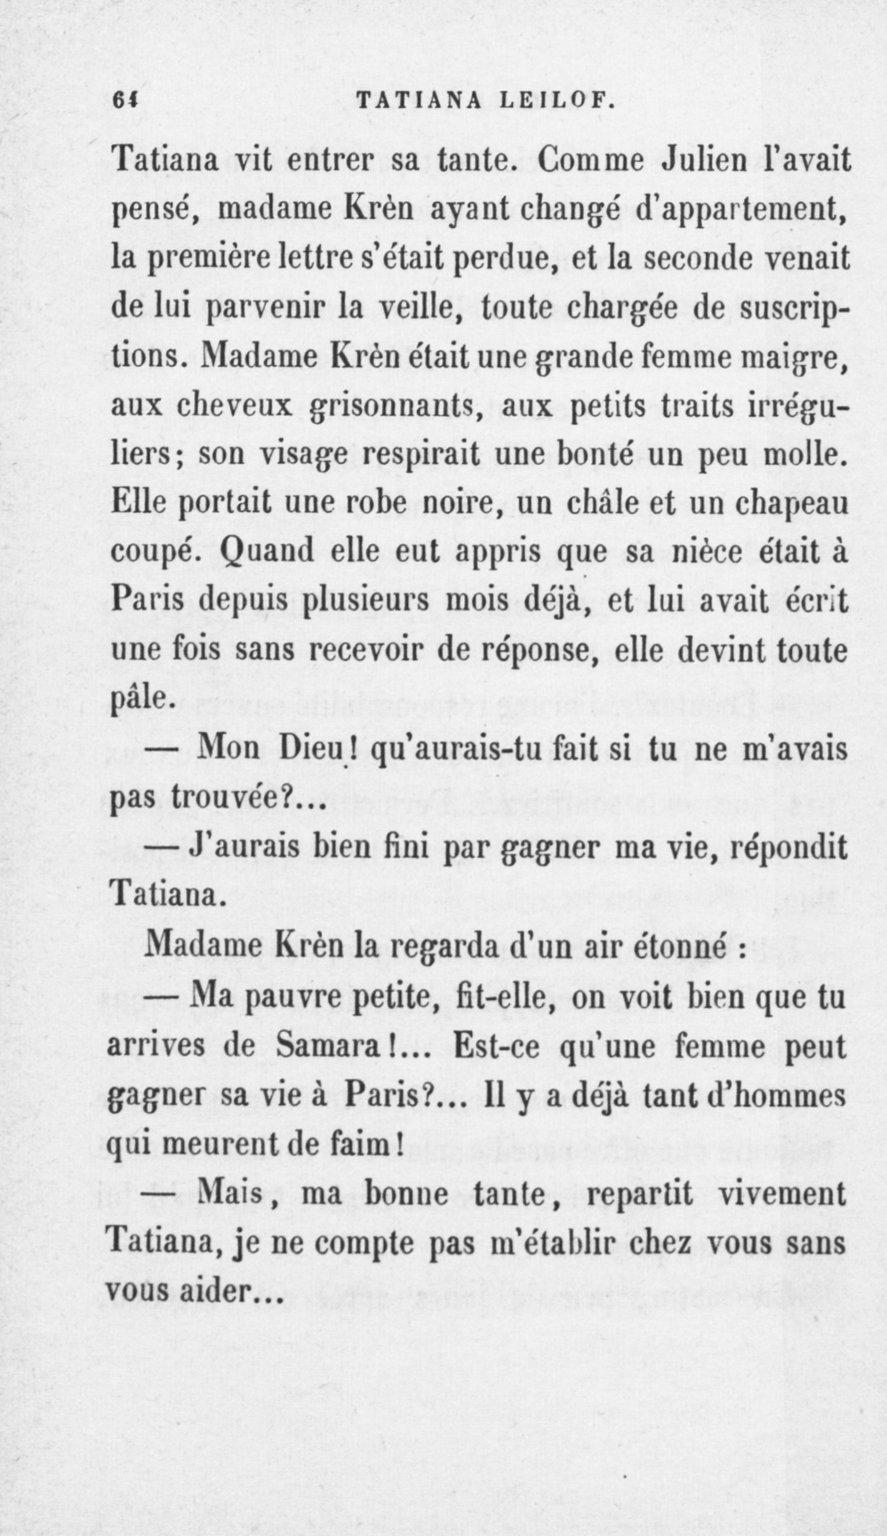 64 TATIANA LEILOF.
Tatiana vit entrer sa tante. Comme Julien l'avait
pensé, madame Krèn ayant changé d'appartement,
la première lettre s'était perdue, et la seconde venait
de lui parvenir la veille, toute chargée de suscrip-
tions. Madame Krèn était une grande femme maigre,
aux cheveux grisonnants, aux petits traits irrégu-
liers; son visage respirait une bonté un peu molle.
Elle portait une robe noire, un châle et un chapeau
coupé. Quand elle eut appris que sa nièce était à
Paris depuis plusieurs mois déjà, et lui avait écrit
une fois sans recevoir de réponse, elle devint toute
pâle.
— Mon Dieu! qu'aurais-tu fait si tu ne m'avais
pas trouvée?...
— J'aurais bien fini par gagner ma vie, répondit
Tatiana.
Madame Krèn la regarda d'un air étonné :
— Ma pauvre petite, fit-elle, on voit bien que tu
arrives de Samara!... Est-ce qu'une femme peut
gagner sa vie à Paris?... Il y a déjà tant d'hommes
qui meurent de faim!
— Mais, ma bonne tante, repartit vivement
Tatiana, je ne compte pas m'établir chez vous sans
vous aider...